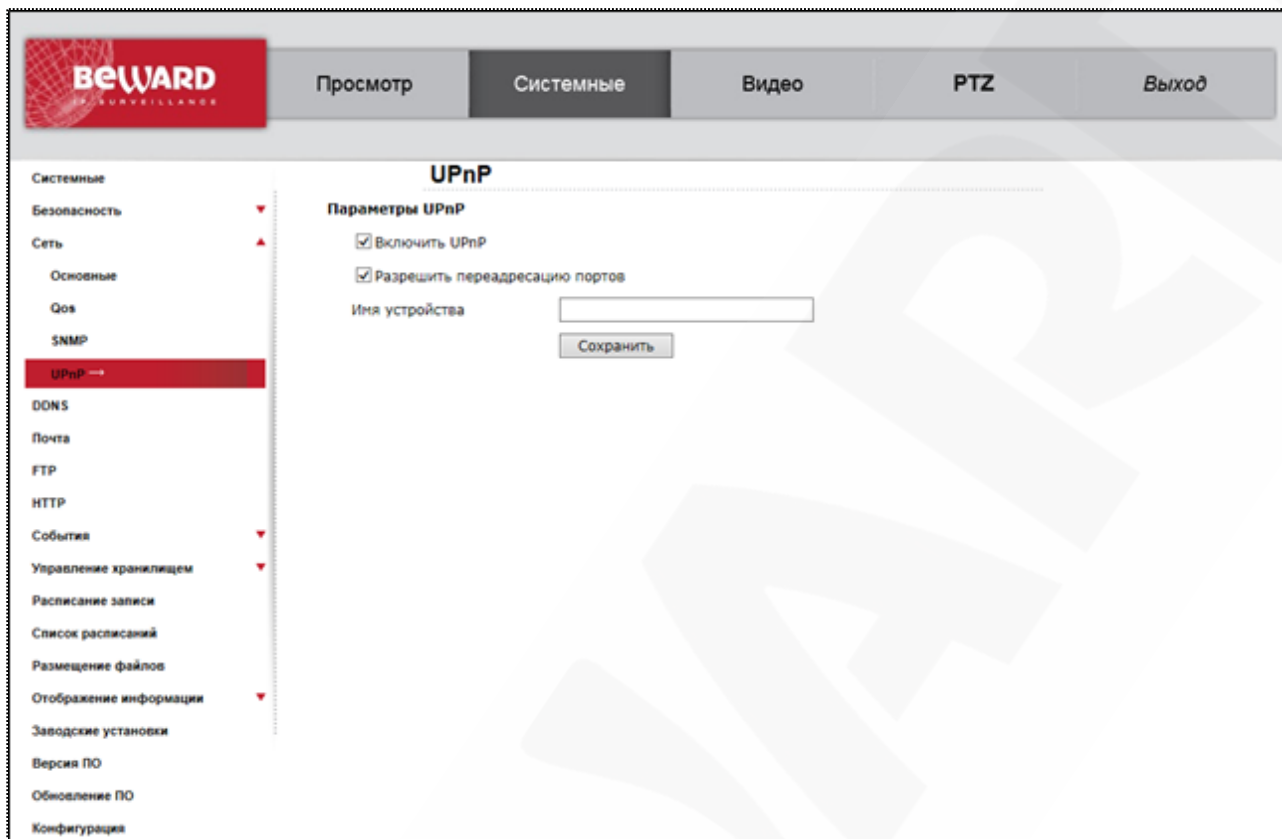 BEWARD
IP SURVEILLANCE
Просмотр
Системные
Видео
PTZ
Выход
Системные
Безопасность
Сеть
Основные
Qos
SNMP
UPnP →
DDNS
Почта
FTP
HTTP
События
Управление хранилищем
Расписание записи
Список расписаний
Размещение файлов
Отображение информации
Заводские установки
Версия ПО
Обновление ПО
Конфигурация
UPnP
Параметры UPnP
Включить UPnP
Разрешить переадресацию портов
Имя устройства
Сохранить